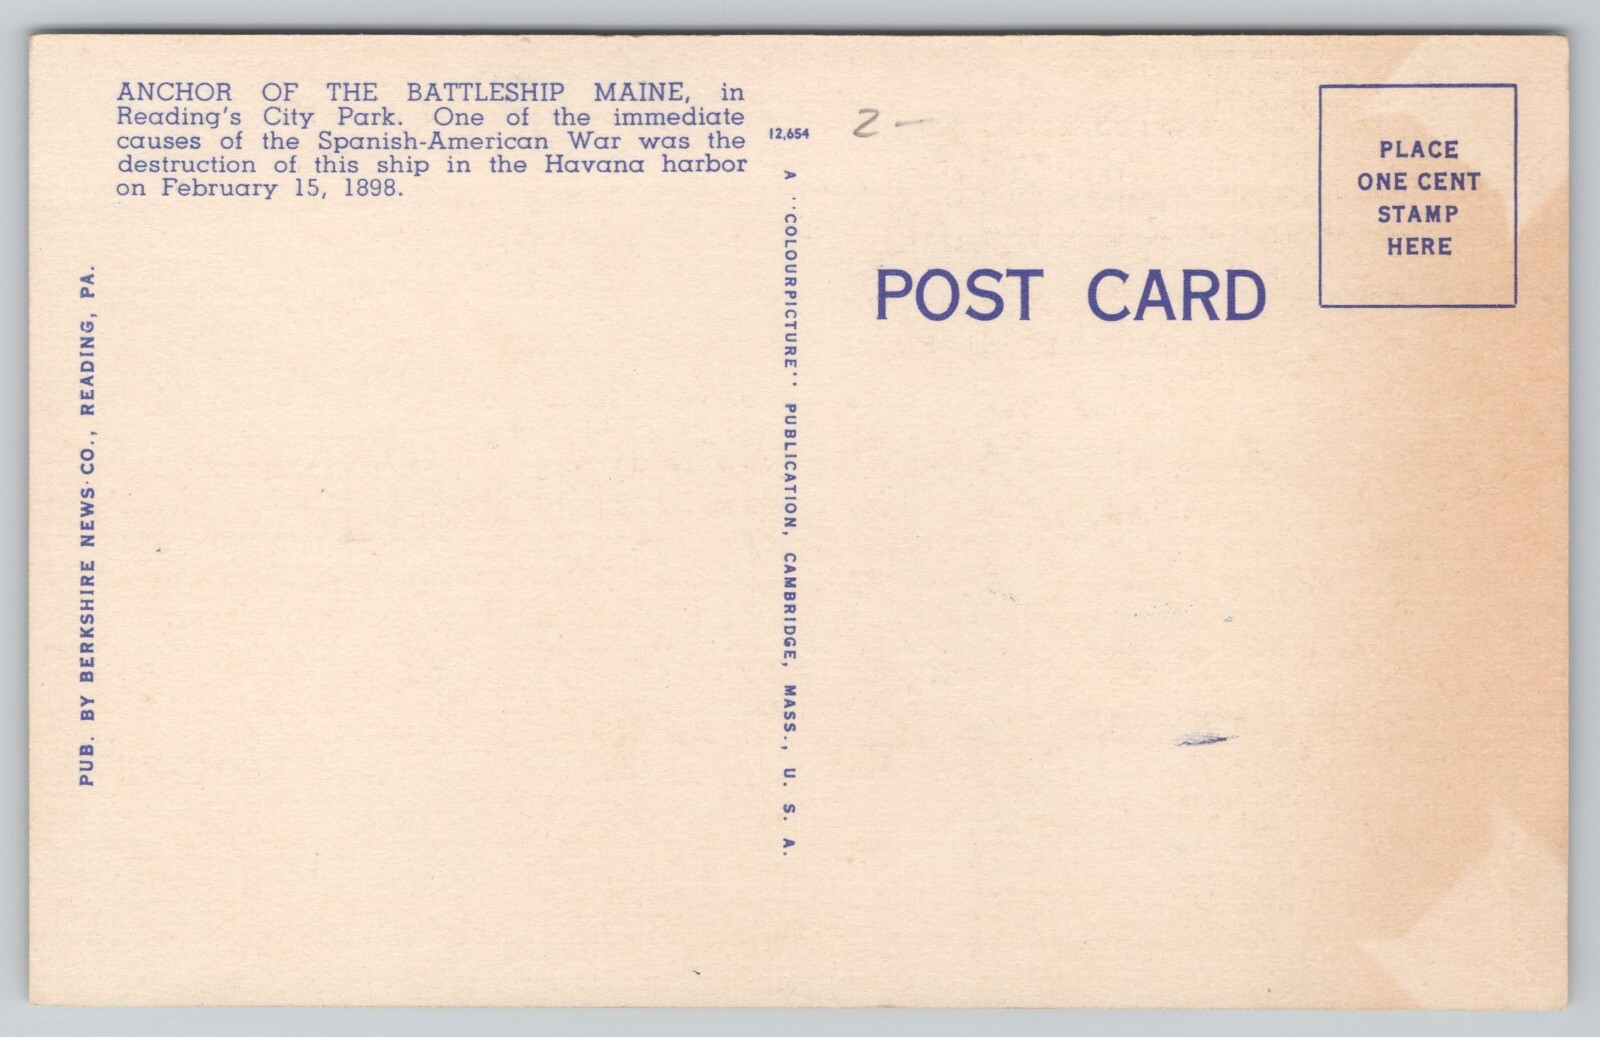 ANCHOR OF THE BATTLESHIP MAINE, in
Reading's City Park. One of the immediate
causes of the Spanish-American War was the
destruction of this ship in the Havana harbor
on February 15, 1898.
PUB. BY BERKSHIRE NEWS CO., READING, PA.
12,654
A "COLOURPICTURE" PUBLICATION, CAMBRIDGE, MASS., U. S. A.
2-
POST CARD
PLACE
ONE CENT
STAMP
HERE